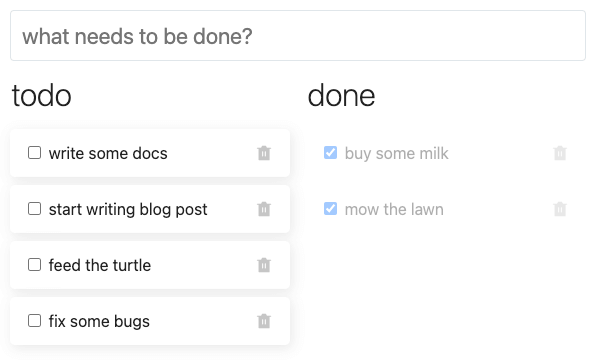 what needs to be done?
todo
write some docs
start writing blog post
feed the turtle
fix some bugs
done
buy some milk
mow the lawn